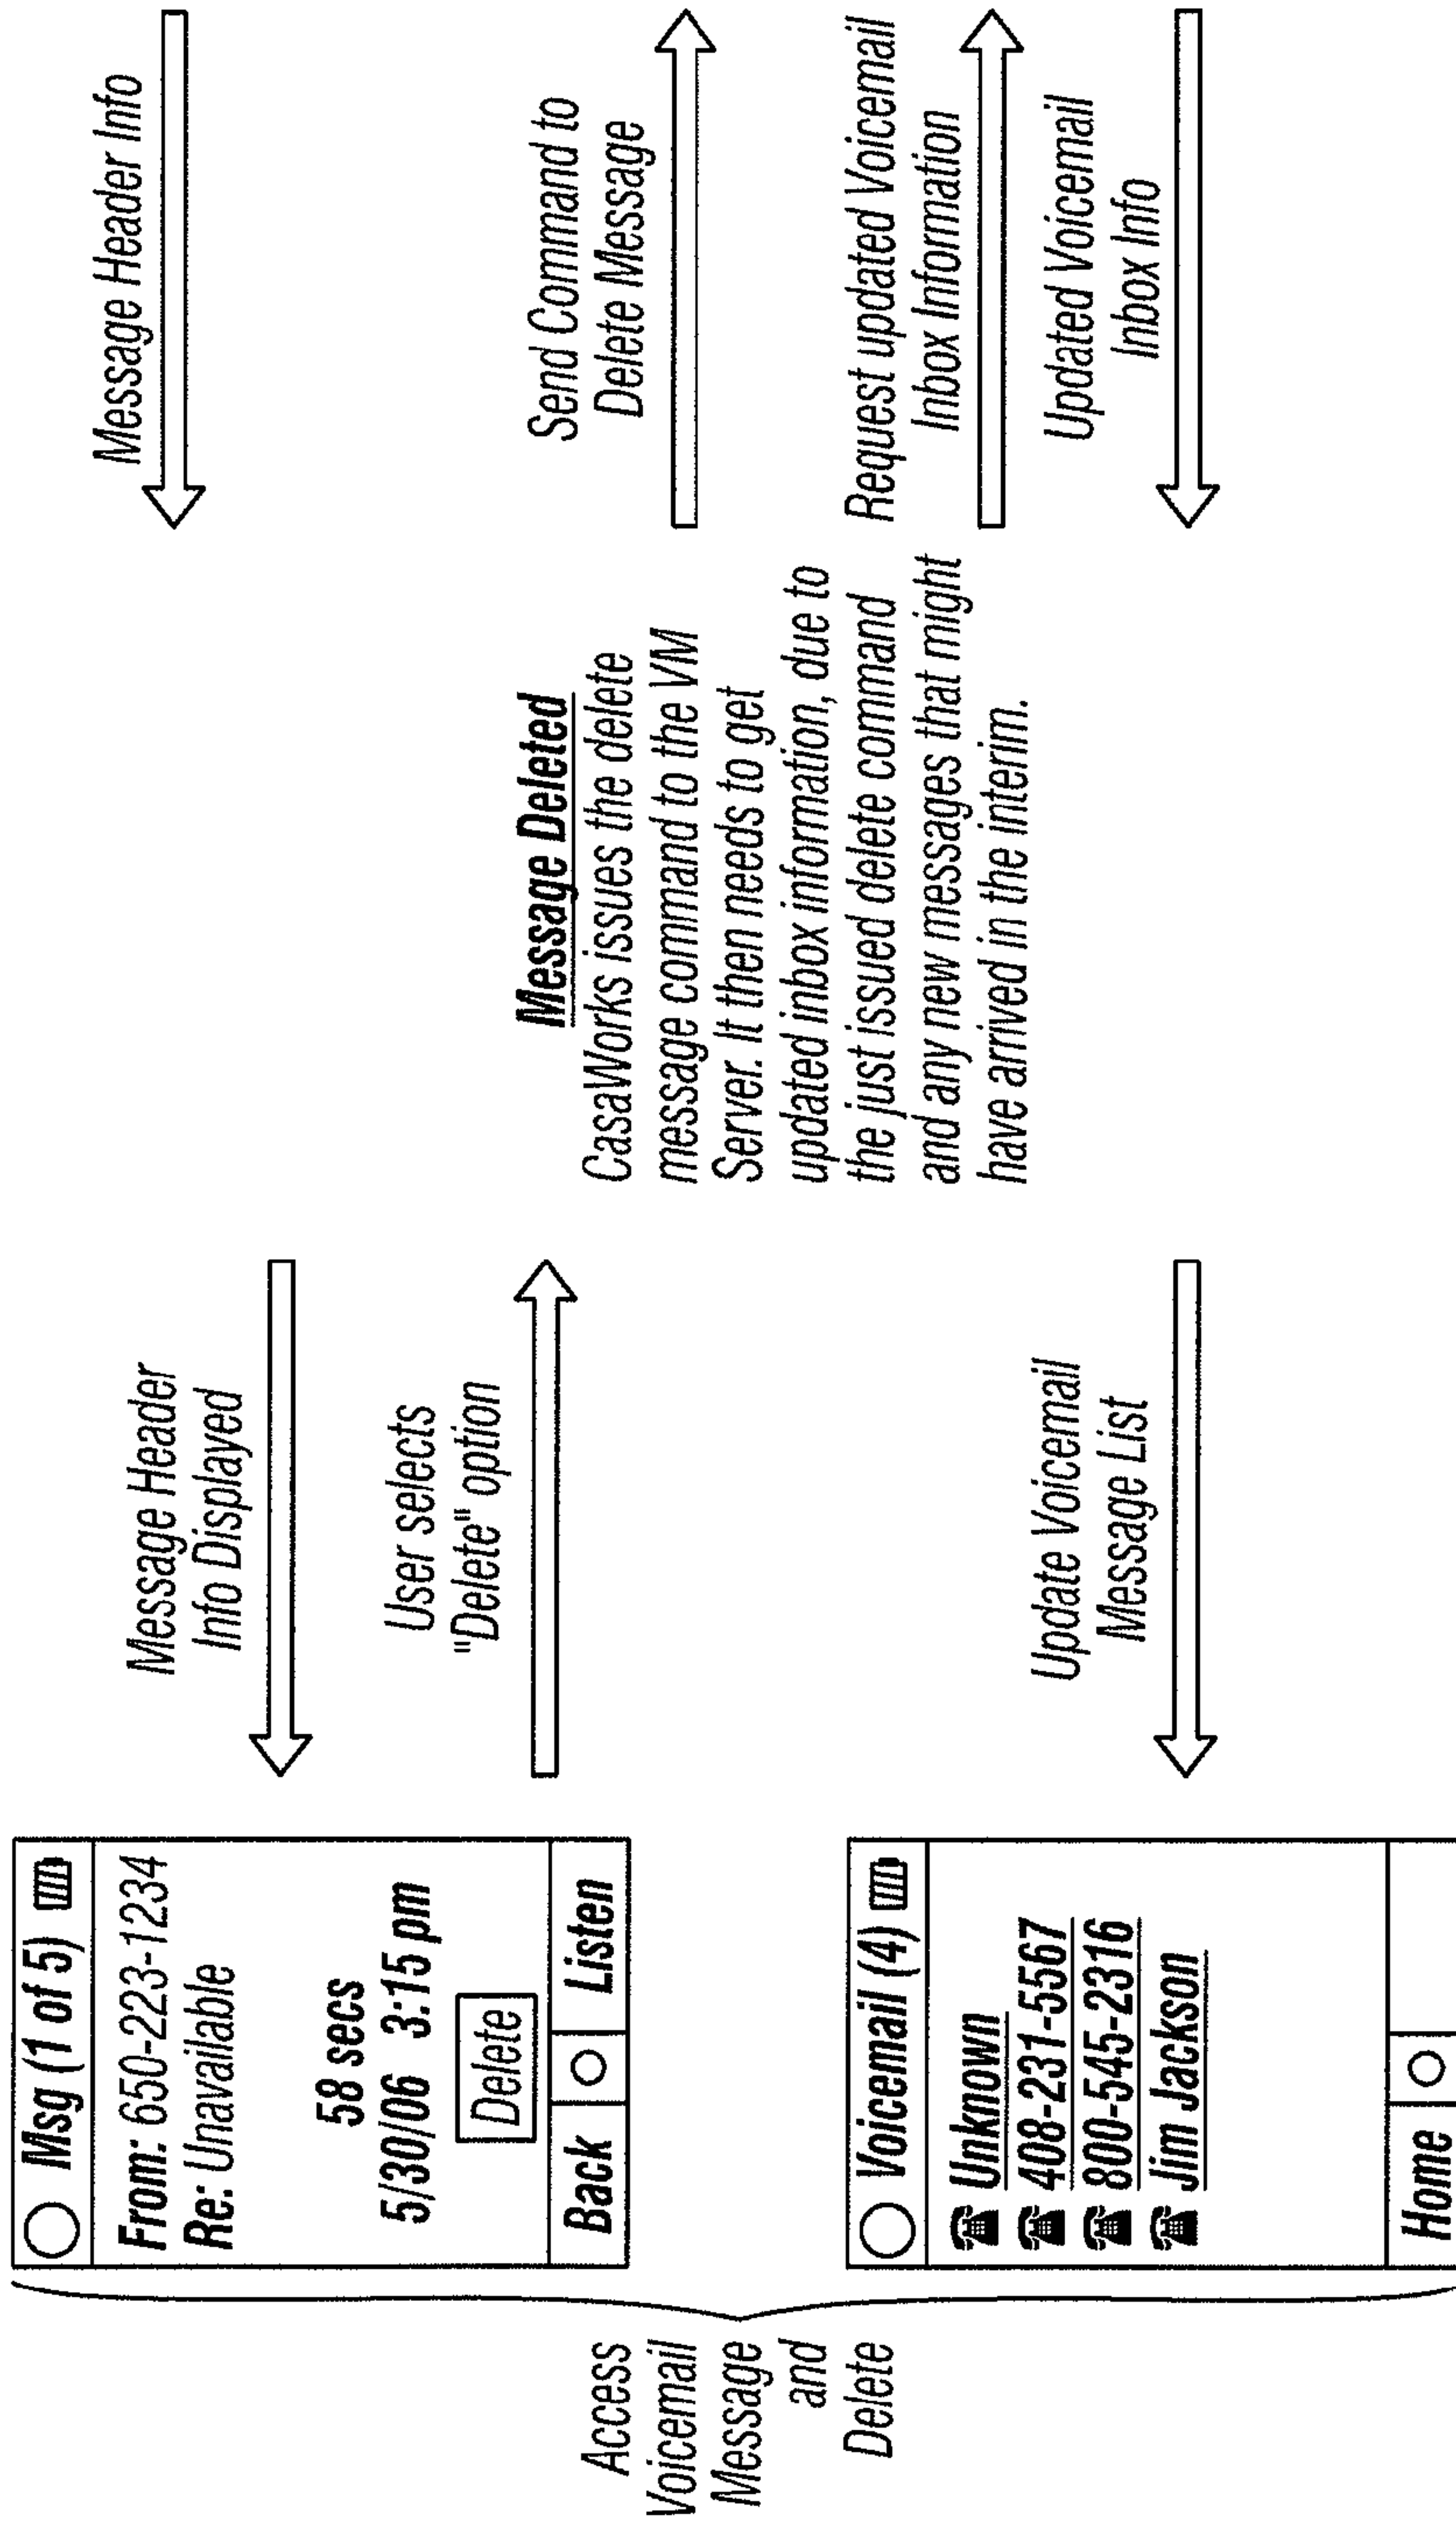 Access
Voicemail
Message
and
Delete
Msg (1 of 5)
From: 650-223-1234
Re: Unavailable
58 secs
5/30/06 3:15 pm
Delete
Back
Listen
Message Header
Info Displayed
User selects
"Delete" option
Message Header Info
Message Deleted
CasaWorks issues the delete
message command to the VM
Server. It then needs to get
updated inbox information, due to
the just issued delete command
and any new messages that might
have arrived in the interim.
Send Command to
Delete Message
Request updated Voicemail
Inbox Information
Updated Voicemail
Inbox Info
Update Voicemail
Message List
Voicemail (4)
Unknown
408-231-5567
800-545-2316
Jim Jackson
Home